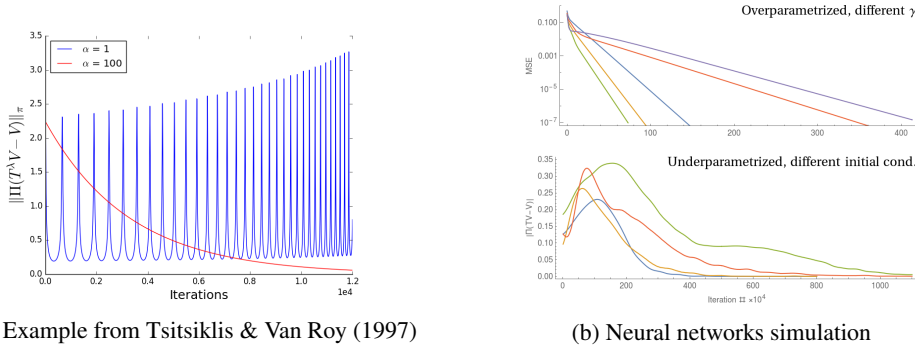 α = 1
α = 100
||Π(T^λ V − V)||_π
3.5
3.0
2.5
2.0
1.5
1.0
0.5
0.0
0.0 0.2 0.4 0.6 0.8 1.0 1.2
1e4
Iterations
Example from Tsitsiklis & Van Roy (1997)
Overparametrized, different γ
MSE
0.100
0.001
10^-5
10^-7
0 100 200 300 400
Underparametrized, different initial cond.
|Π(TV−V)|
0.35
0.30
0.25
0.20
0.15
0.10
0.05
0.00
0 200 400 600 800 1000
Iteration ♯ ×10^4
(b) Neural networks simulation